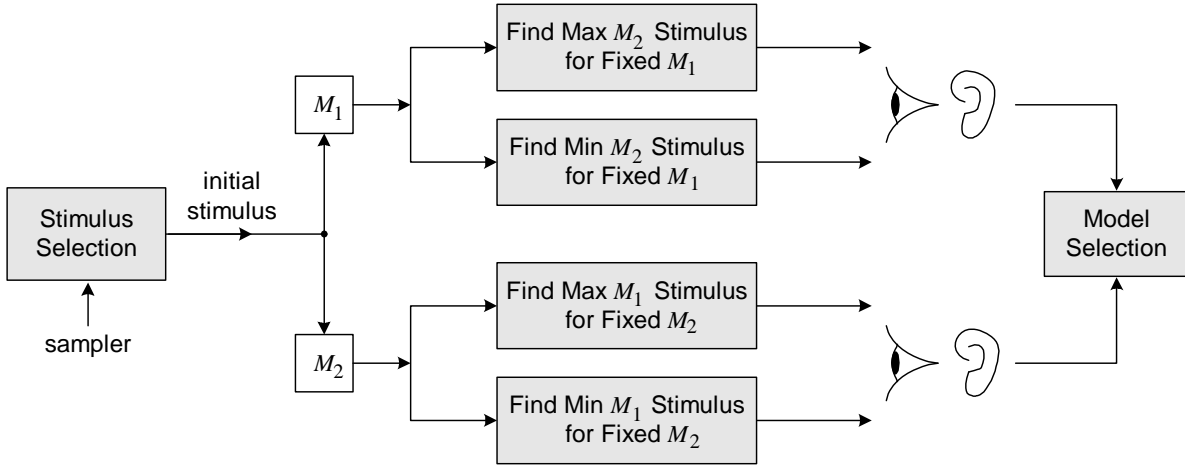 Find Max M₂ Stimulus
for Fixed M₁
M₁
Find Min M₂ Stimulus
for Fixed M₁
initial
stimulus
Stimulus
Selection
Model
Selection
sampler
Find Max M₁ Stimulus
for Fixed M₂
M₂
Find Min M₁ Stimulus
for Fixed M₂